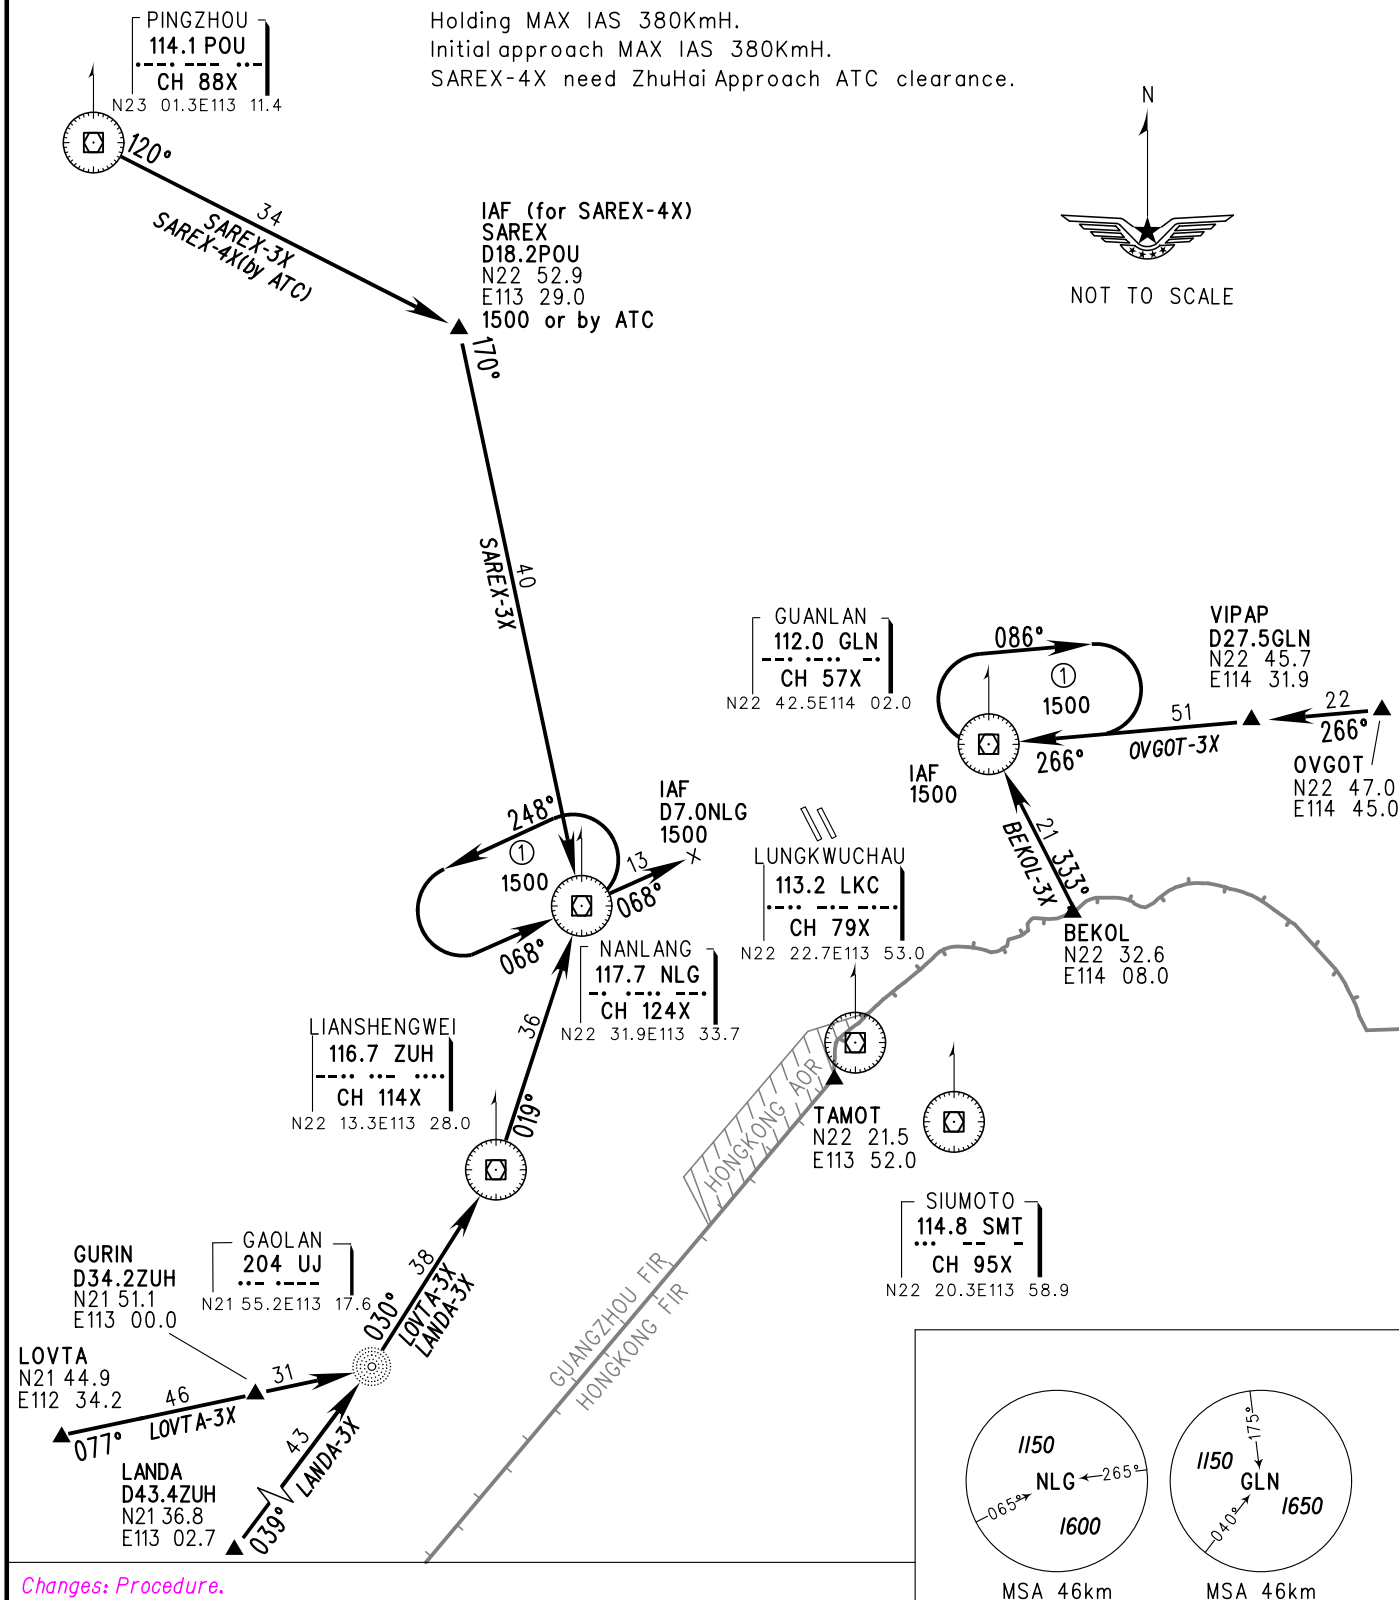 Holding MAX IAS 380KmH.
Initial approach MAX IAS 380KmH.
SAREX-4X need ZhuHai Approach ATC clearance.
PINGZHOU
114.1 POU
CH 88X
N23 01.3E113 11.4
120°
34
SAREX-3X
SAREX-4X(by ATC)
IAF (for SAREX-4X)
SAREX
D18.2POU
N22 52.9
E113 29.0
1500 or by ATC
170°
N
NOT TO SCALE
40
SAREX-3X
GUANLAN
112.0 GLN
CH 57X
N22 42.5E114 02.0
086°
1
1500
VIPAP
D27.5GLN
N22 45.7
E114 31.9
51
OVGOT-3X
266°
22
266°
OVGOT
N22 47.0
E114 45.0
IAF
1500
21
333°
BEKOL-3X
BEKOL
N22 32.6
E114 08.0
248°
1
1500
068°
13
068°
IAF
D7.0NLG
1500
NANLANG
117.7 NLG
CH 124X
N22 31.9E113 33.7
LUNGKWUCHAU
113.2 LKC
CH 79X
N22 22.7E113 53.0
36
019°
LIANSHENGWEI
116.7 ZUH
CH 114X
N22 13.3E113 28.0
HONGKONG AOR
TAMOT
N22 21.5
E113 52.0
SIUMOTO
114.8 SMT
CH 95X
N22 20.3E113 58.9
GUANGZHOU FIR
HONGKONG FIR
GAOLAN
204 UJ
N21 55.2E113 17.6
38
030°
LOVTA-3X
LANDA-3X
GURIN
D34.2ZUH
N21 51.1
E113 00.0
LOVTA
N21 44.9
E112 34.2
46
31
077°
LOVTA-3X
43
LANDA-3X
039°
LANDA
D43.4ZUH
N21 36.8
E113 02.7
1150
NLG
265°
065°
1600
MSA 46km
175°
1150
GLN
040°
1650
MSA 46km
Changes: Procedure.